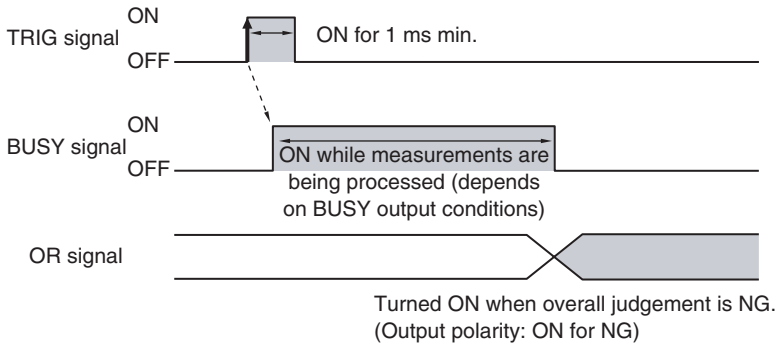 ON
TRIG signal
ON for 1 ms min.
OFF
ON
BUSY signal
OFF
ON while measurements are
being processed (depends
on BUSY output conditions)
OR signal
Turned ON when overall judgement is NG.
(Output polarity: ON for NG)